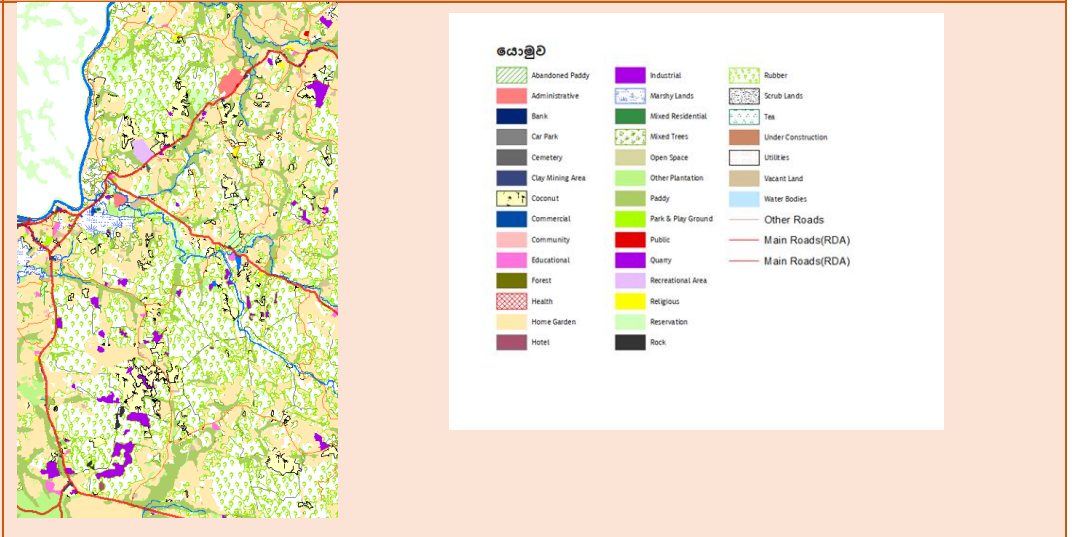 යොමුව
Abandoned Paddy
Administrative
Bank
Car Park
Cemetery
Clay Mining Area
Coconut
Commercial
Community
Educational
Forest
Health
Home Garden
Hotel
Industrial
Marshy Lands
Mixed Residential
Mixed Trees
Open Space
Other Plantation
Paddy
Park & Play Ground
Public
Quarry
Recreational Area
Religious
Reservation
Rock
Rubber
Scrub Lands
Tea
Under Construction
Utilities
Vacant Land
Water Bodies
Other Roads
Main Roads(RDA)
Main Roads(RDA)